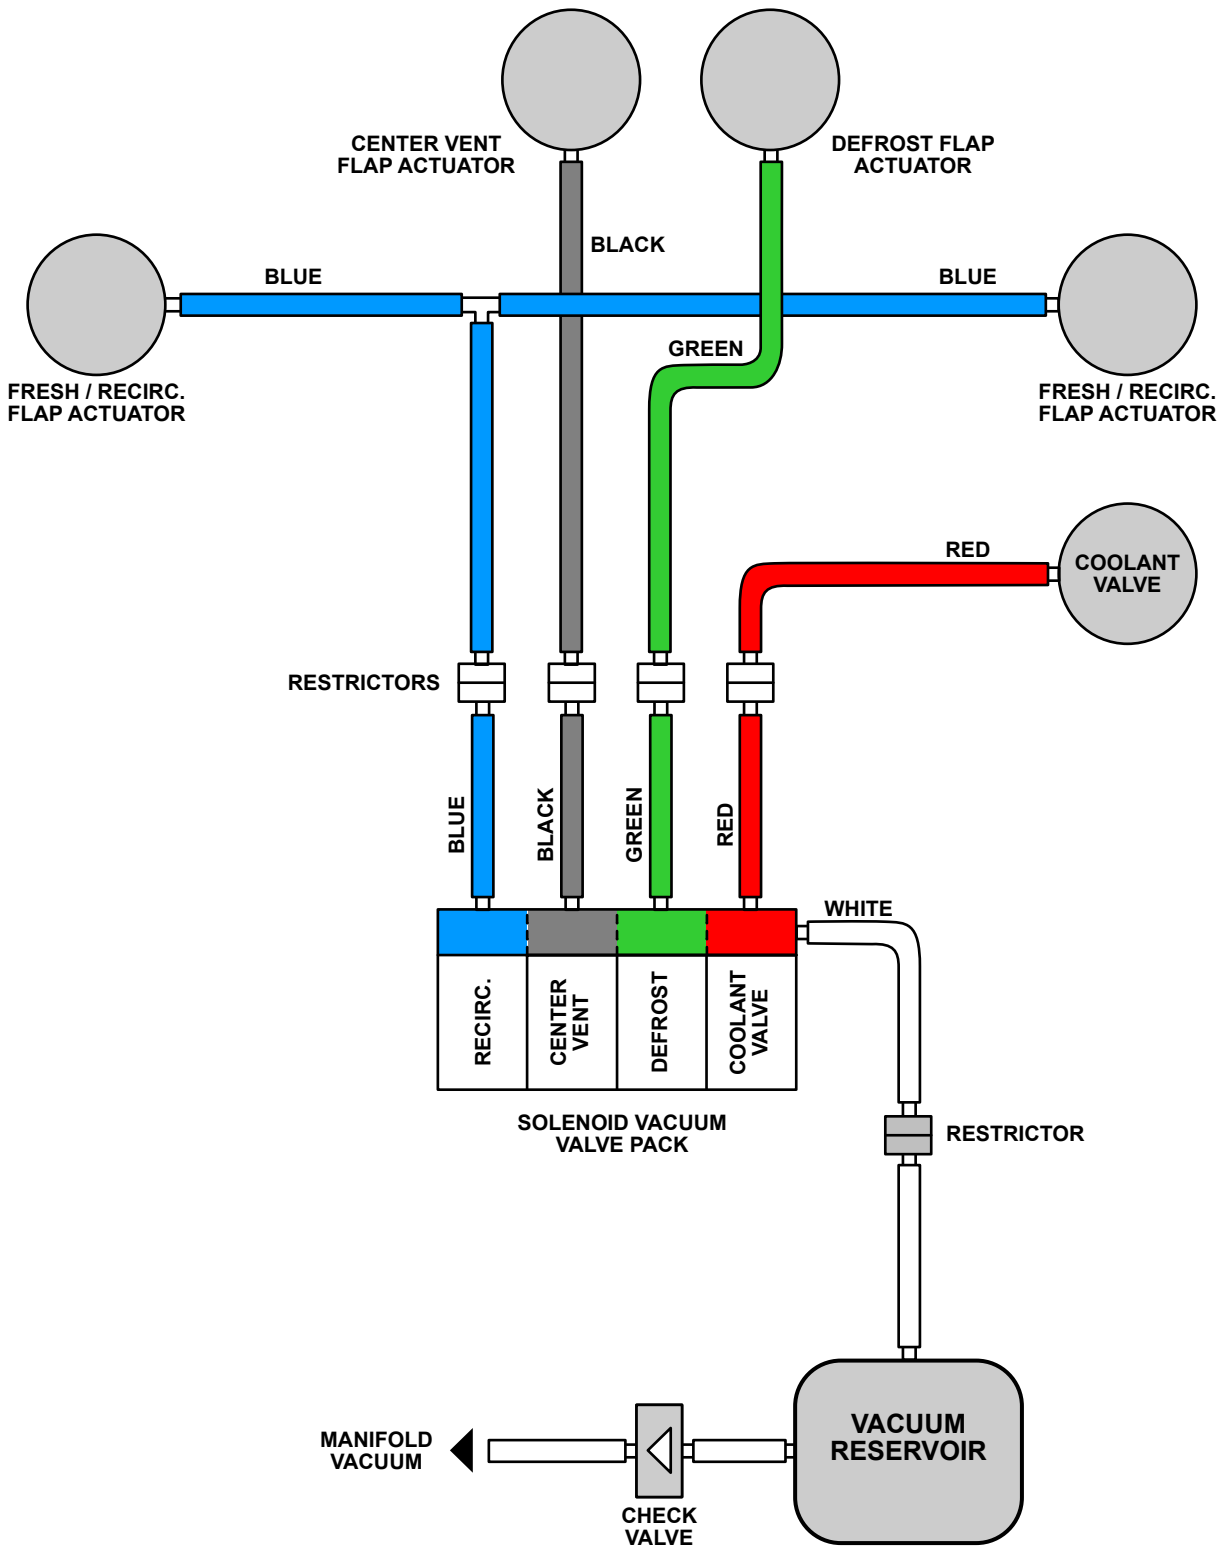 CENTER VENT
FLAP ACTUATOR
DEFROST FLAP
ACTUATOR
BLACK
BLUE
BLUE
GREEN
FRESH / RECIRC.
FLAP ACTUATOR
FRESH / RECIRC.
FLAP ACTUATOR
RED
COOLANT
VALVE
RESTRICTORS
BLUE
BLACK
GREEN
RED
WHITE
RECIRC.
CENTER
VENT
DEFROST
COOLANT
VALVE
SOLENOID VACUUM
VALVE PACK
RESTRICTOR
VACUUM
RESERVOIR
MANIFOLD
VACUUM
CHECK
VALVE